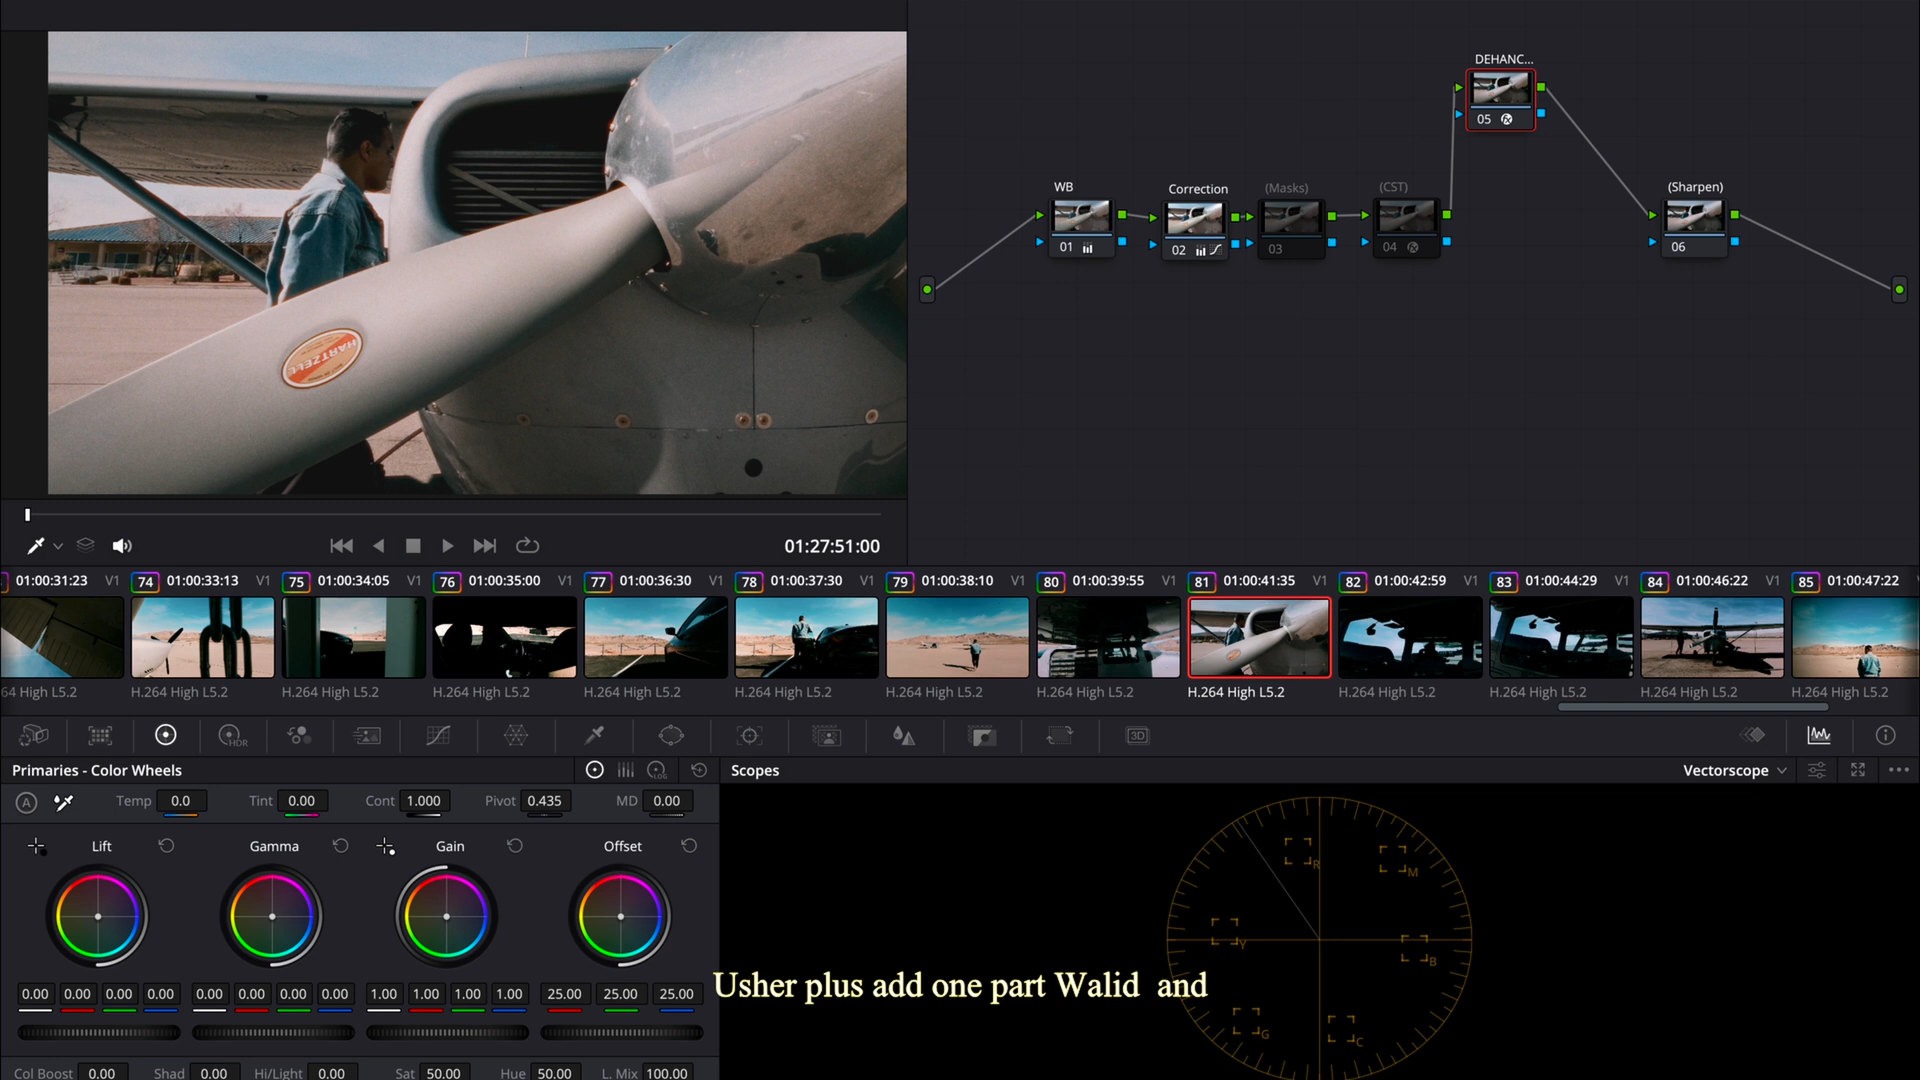 DEHANC...
05
WB
Correction
(Masks)
(CST)
(Sharpen)
01
02
03
04
06
HARTZELL
01:27:51:00
01:00:31:23 V1
74 01:00:33:13 V1
75 01:00:34:05 V1
76 01:00:35:00 V1
77 01:00:36:30 V1
78 01:00:37:30 V1
79 01:00:38:10 V1
80 01:00:39:55 V1
81 01:00:41:35 V1
82 01:00:42:59 V1
83 01:00:44:29 V1
84 01:00:46:22 V1
85 01:00:47:22 V1
64 High L5.2
H.264 High L5.2
H.264 High L5.2
H.264 High L5.2
H.264 High L5.2
H.264 High L5.2
H.264 High L5.2
H.264 High L5.2
H.264 High L5.2
H.264 High L5.2
H.264 High L5.2
H.264 High L5.2
H.264 High L5.2
HDR
3D
Primaries - Color Wheels
LOG
Scopes
Vectorscope
A
Temp 0.0 Tint 0.00 Cont 1.000 Pivot 0.435 MD 0.00
Lift Gamma Gain Offset
0.00 0.00 0.00 0.00 0.00 0.00 0.00 0.00 1.00 1.00 1.00 1.00 25.00 25.00 25.00
Col Boost 0.00 Shad 0.00 Hi/Light 0.00 Sat 50.00 Hue 50.00 L. Mix 100.00
R
M
Y
B
G
C
Usher plus add one part Walid and